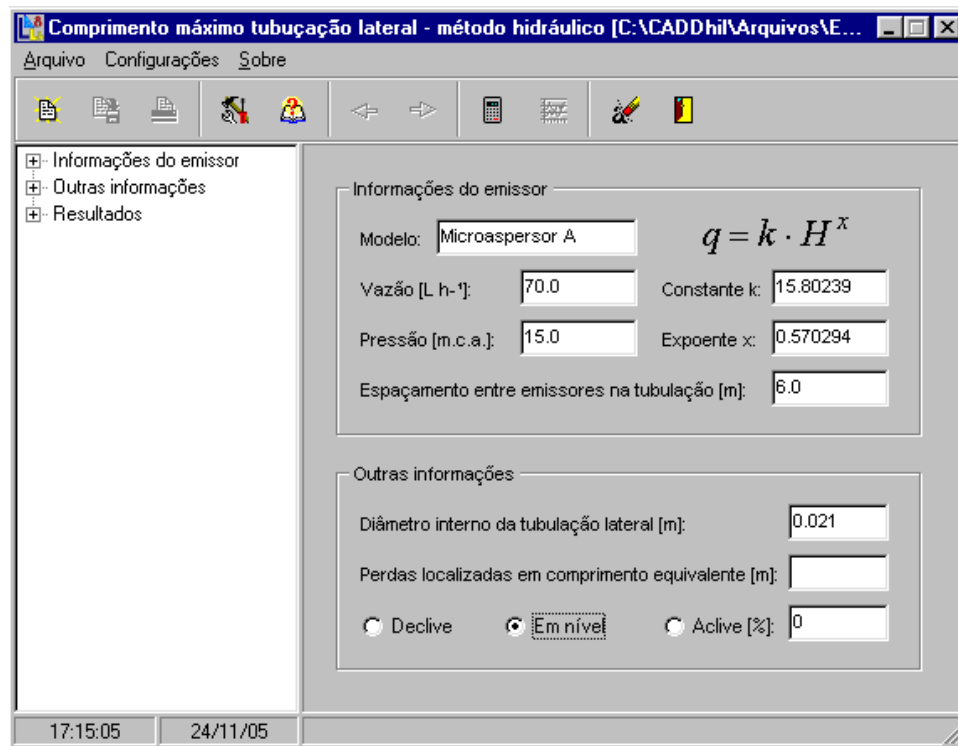 Comprimento máximo tubuçação lateral - método hidráulico [C:\CADDhil\Arquivos\E...
Arquivo Configurações Sobre
Informações do emissor
Outras informações
Resultados
Informações do emissor
Modelo: Microaspersor A
q = k · H^x
Vazão [L h-¹]: 70.0 Constante k: 15.80239
Pressão [m.c.a.]: 15.0 Expoente x: 0.570294
Espaçamento entre emissores na tubulação [m]: 6.0
Outras informações
Diâmetro interno da tubulação lateral [m]: 0.021
Perdas localizadas em comprimento equivalente [m]:
Declive Em nível Aclive [%]: 0
17:15:05 24/11/05